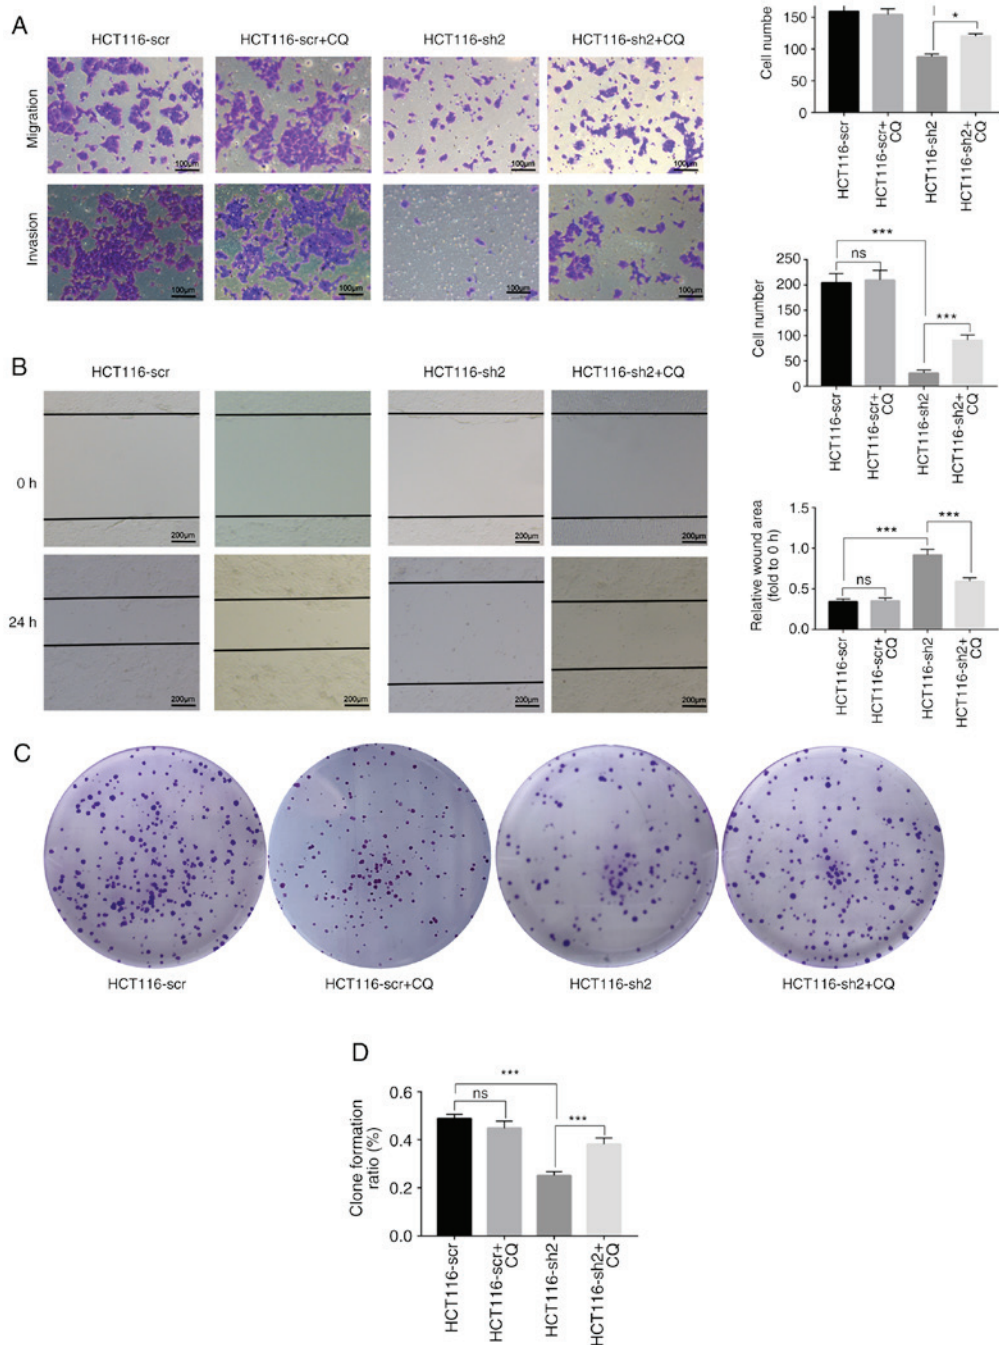 A
HCT116-scr
HCT116-scr+CQ
HCT116-sh2
HCT116-sh2+CQ
Migration
100μm
100μm
100μm
100μm
Invasion
100μm
100μm
100μm
100μm
Cell numbe
150
100
50
0
*
HCT116-scr
HCT116-scr+
CQ
HCT116-sh2
HCT116-sh2+
CQ
Cell number
250
200
150
100
50
0
***
ns
***
HCT116-scr
HCT116-scr+
CQ
HCT116-sh2
HCT116-sh2+
CQ
B
HCT116-scr
HCT116-sh2
HCT116-sh2+CQ
0 h
200μm
200μm
200μm
200μm
24 h
200μm
200μm
200μm
200μm
Relative wound area
(fold to 0 h)
1.5
1.0
0.5
0.0
***
***
ns
HCT116-scr
HCT116-scr+
CQ
HCT116-sh2
HCT116-sh2+
CQ
C
HCT116-scr
HCT116-scr+CQ
HCT116-sh2
HCT116-sh2+CQ
D
Clone formation
ratio (%)
0.6
0.4
0.2
0.0
***
ns
***
HCT116-scr
HCT116-scr+
CQ
HCT116-sh2
HCT116-sh2+
CQ